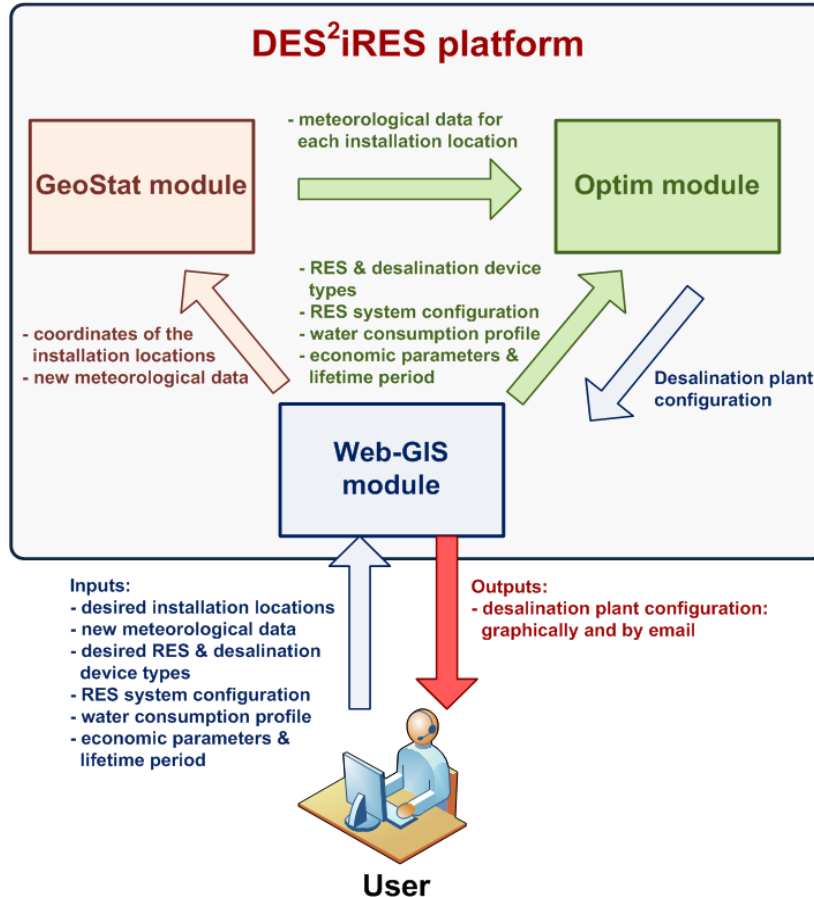 DES²iRES platform
- meteorological data for
each installation location
GeoStat module
Optim module
- RES & desalination device
types
- RES system configuration
- water consumption profile
- economic parameters &
lifetime period
- coordinates of the
installation locations
- new meteorological data
Desalination plant
configuration
Web-GIS
module
Inputs:
- desired installation locations
- new meteorological data
- desired RES & desalination
device types
- RES system configuration
- water consumption profile
- economic parameters &
lifetime period
Outputs:
- desalination plant configuration:
graphically and by email
User